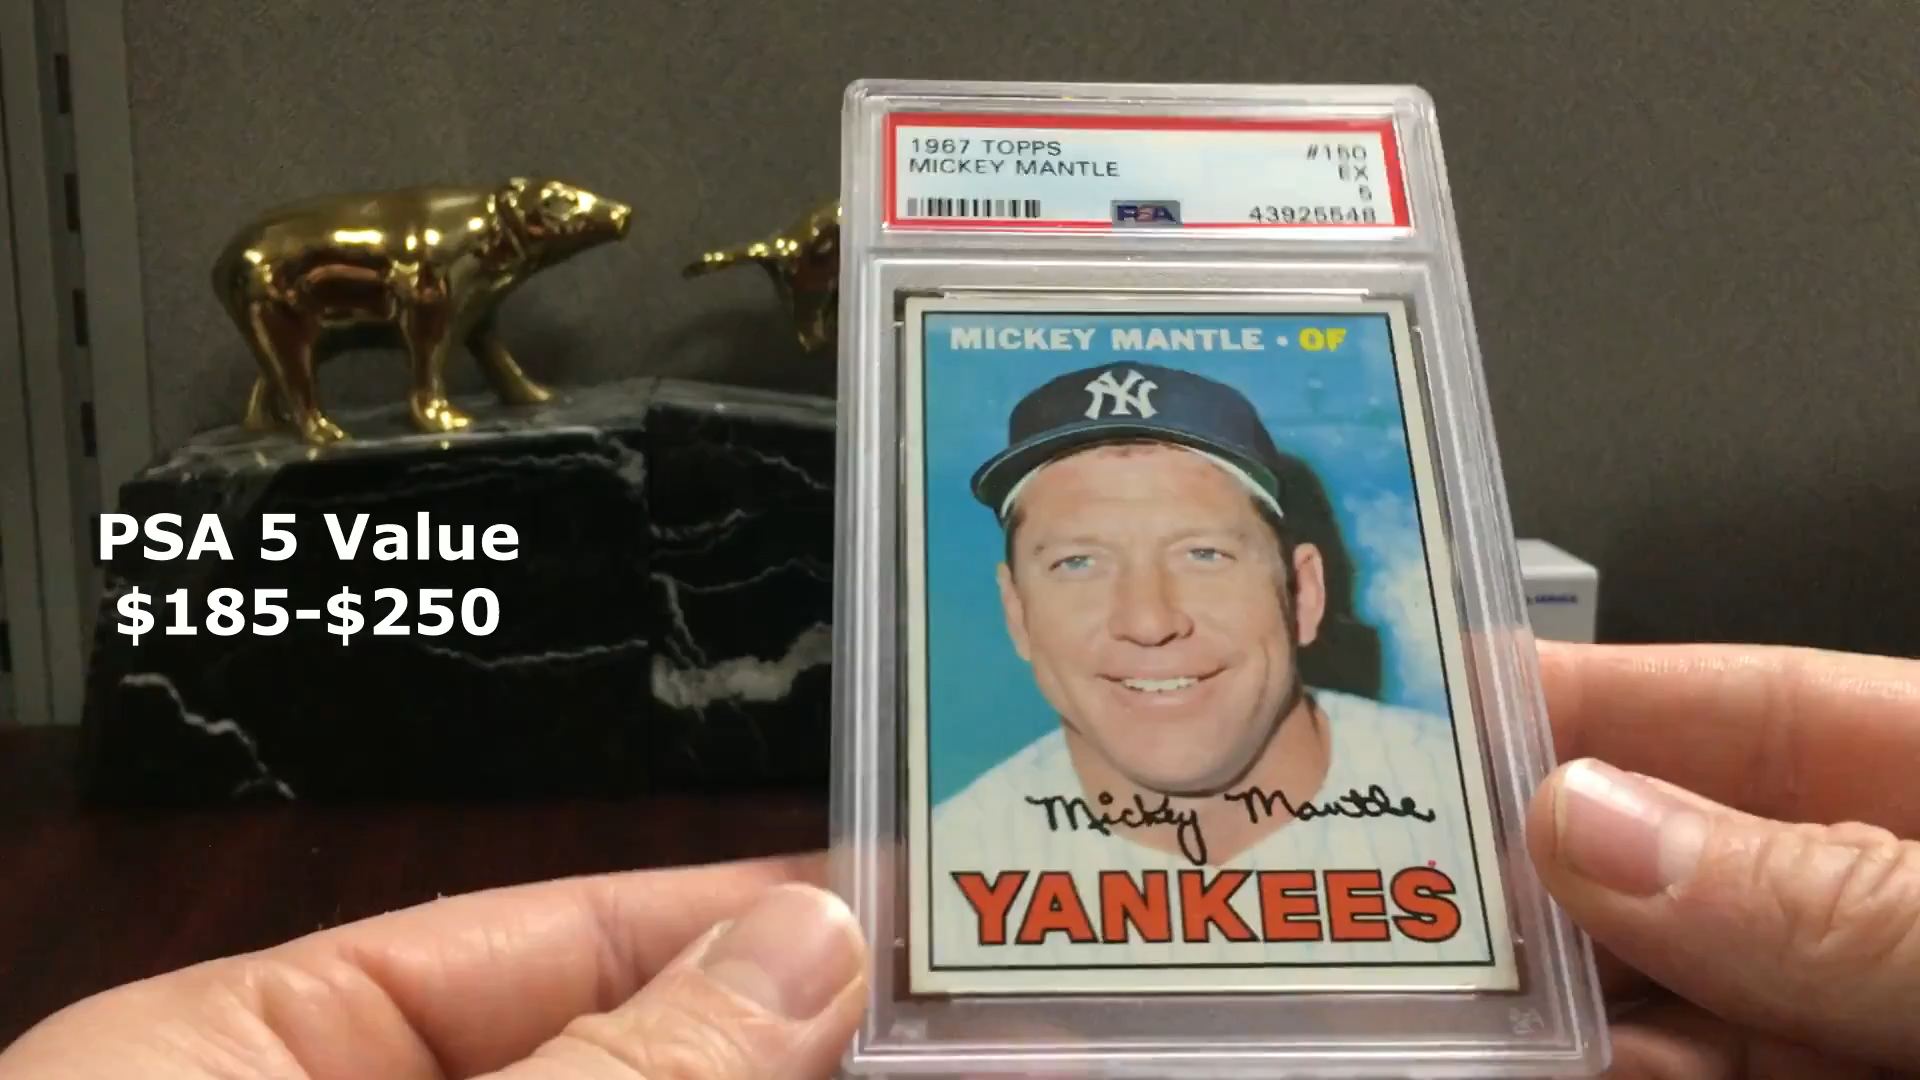 1967 TOPPS #150
MICKEY MANTLE EX
5
PSA 43925548
MICKEY MANTLE • OF
NY
Mickey Mantle
YANKEES
PSA 5 Value
$185-$250